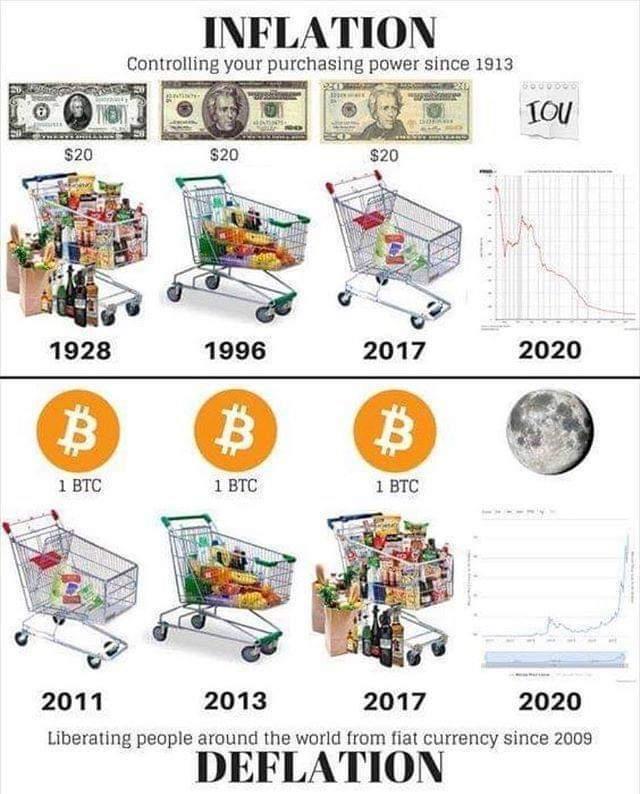 INFLATION
Controlling your purchasing power since 1913
IOU
$20
$20
$20
1928
1996
2017
2020
1 BTC
1 BTC
1 BTC
2011
2013
2017
2020
Liberating people around the world from fiat currency since 2009
DEFLATION